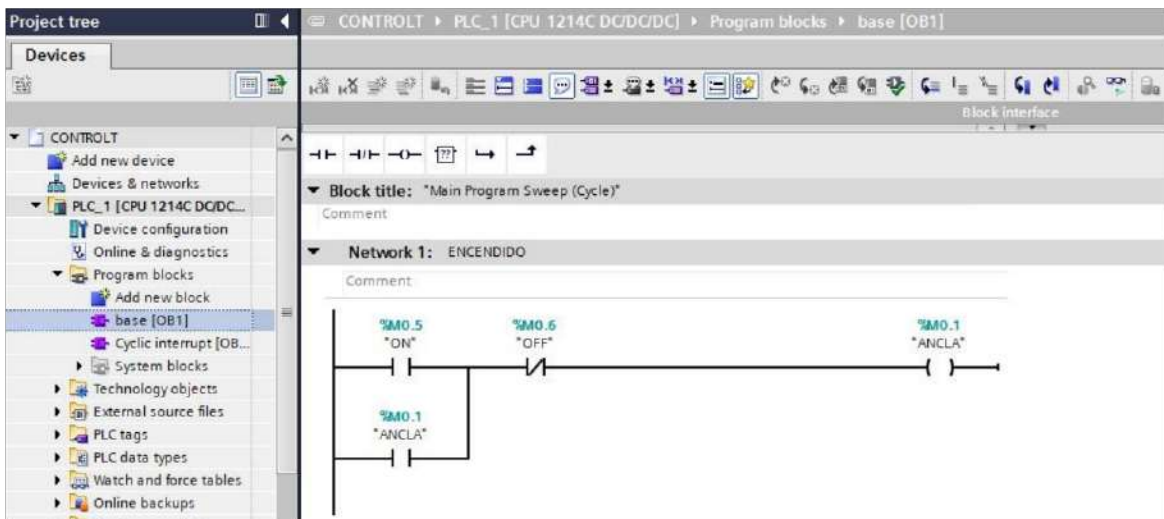 Project tree
CONTROLT ▸ PLC_1 [CPU 1214C DC/DC/DC] ▸ Program blocks ▸ base [OB1]
Devices
Block interface
CONTROLT
Add new device
Devices & networks
PLC_1 [CPU 1214C DC/DC...
Device configuration
Online & diagnostics
Program blocks
Add new block
base [OB1]
Cyclic interrupt [OB...
System blocks
Technology objects
External source files
PLC tags
PLC data types
Watch and force tables
Online backups
??
Block title: "Main Program Sweep (Cycle)"
Comment
Network 1: ENCENDIDO
Comment
%M0.5 %M0.6 %M0.1
"ON" "OFF" "ANCLA"
%M0.1
"ANCLA"